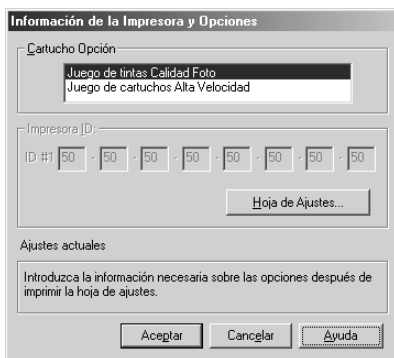 Información de la Impresora y Opciones
Cartucho Opción
Juego de tintas Calidad Foto
Juego de cartuchos Alta Velocidad
Impresora ID:
ID #1 50 - 50 - 50 - 50 - 50 - 50 - 50 - 50
Hoja de Ajustes...
Ajustes actuales
Introduzca la información necesaria sobre las opciones después de
imprimir la hoja de ajustes.
Aceptar Cancelar Ayuda